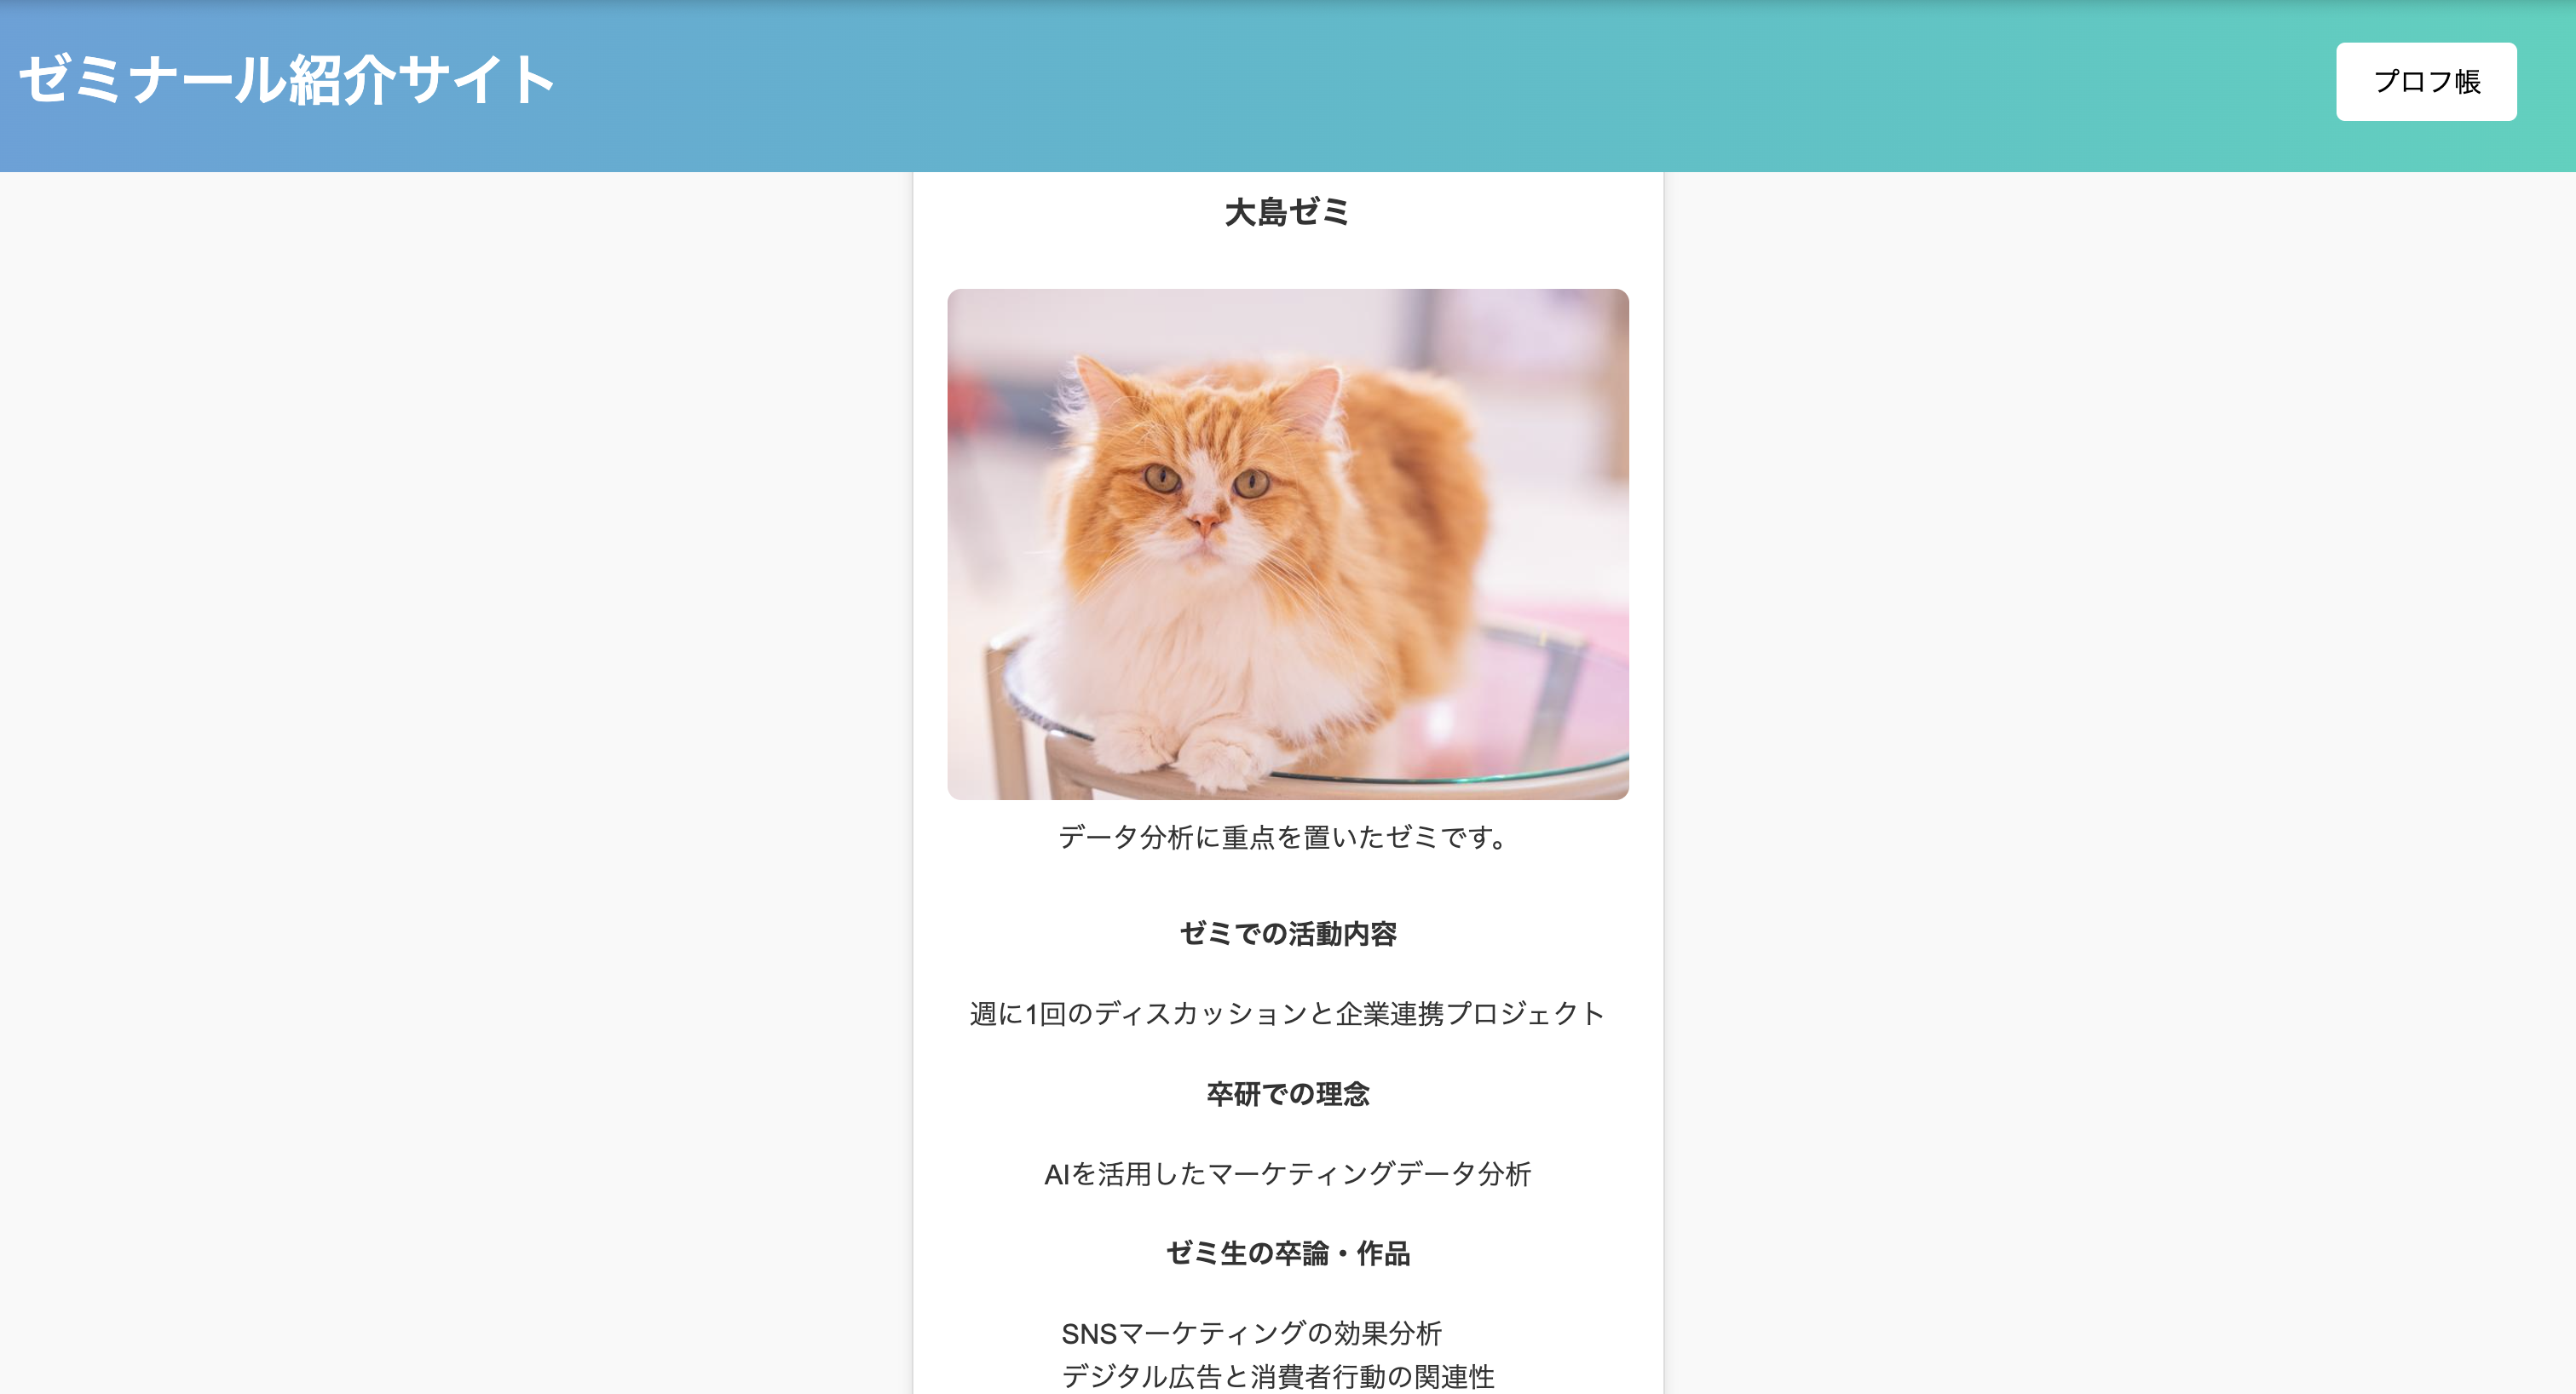 ゼミナール紹介サイト
プロフ帳
大島ゼミ
データ分析に重点を置いたゼミです。
ゼミでの活動内容
週に1回のディスカッションと企業連携プロジェクト
卒研での理念
AIを活用したマーケティングデータ分析
ゼミ生の卒論・作品
SNSマーケティングの効果分析
デジタル広告と消費者行動の関連性